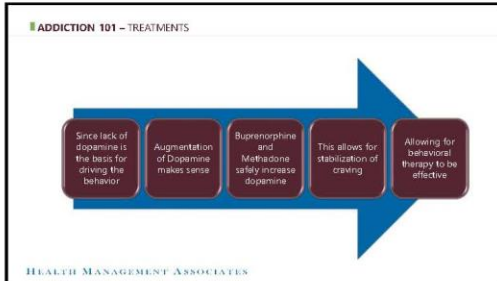 ADDICTION 101 – TREATMENTS
Since lack of
dopamine is
the basis for
driving the
behavior
Augmentation
of Dopamine
makes sense
Buprenorphine
and
Methadone
safely increase
dopamine
This allows for
stabilization of
craving
Allowing for
behavioral
therapy to be
effective
HEALTH MANAGEMENT ASSOCIATES